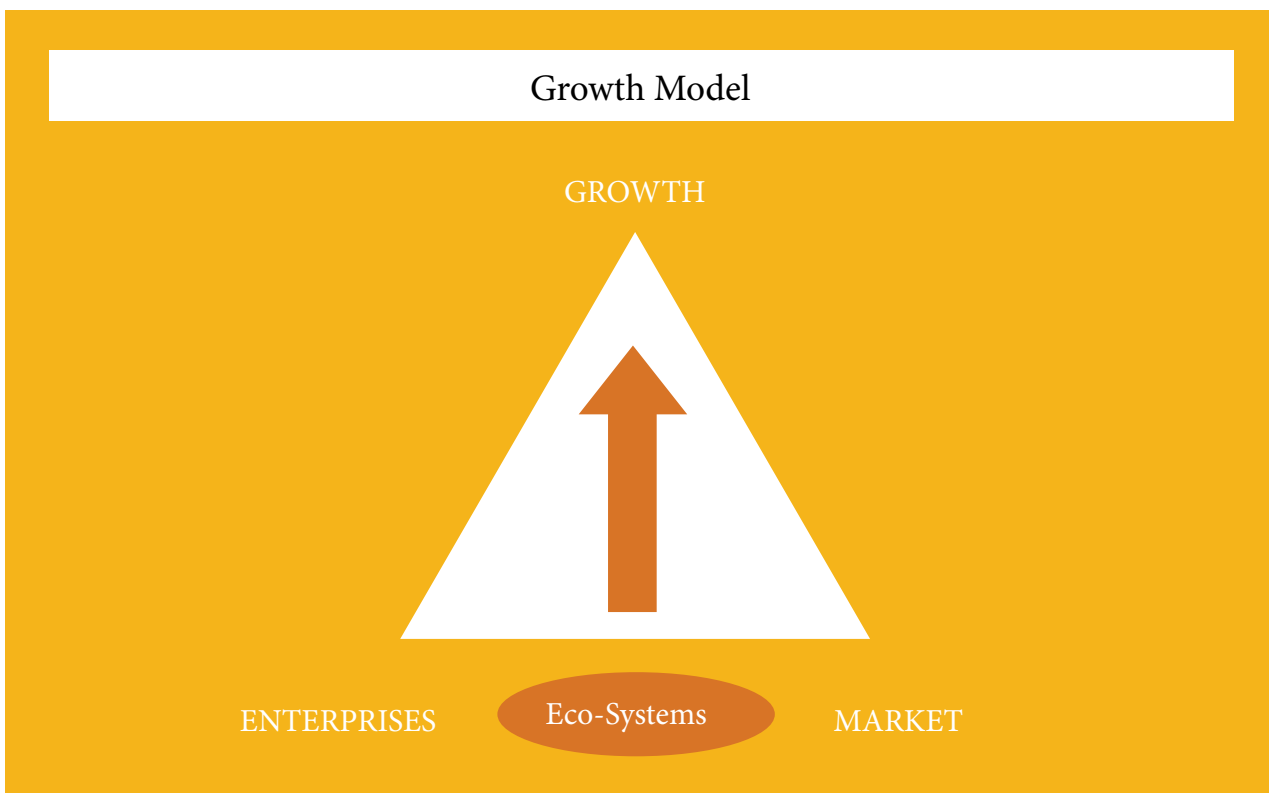 Growth Model
GROWTH
ENTERPRISES
Eco-Systems
MARKET